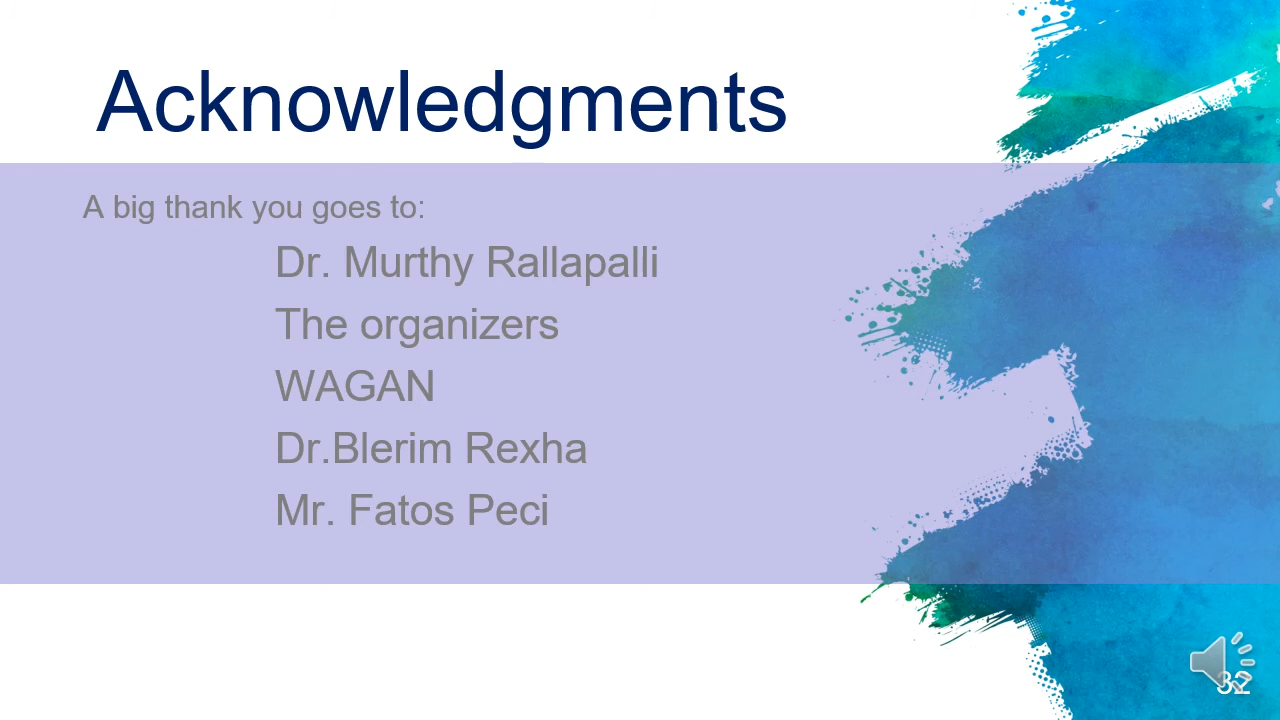 Acknowledgments
A big thank you goes to:
Dr. Murthy Rallapalli
The organizers
WAGAN
Dr.Blerim Rexha
Mr. Fatos Peci
32